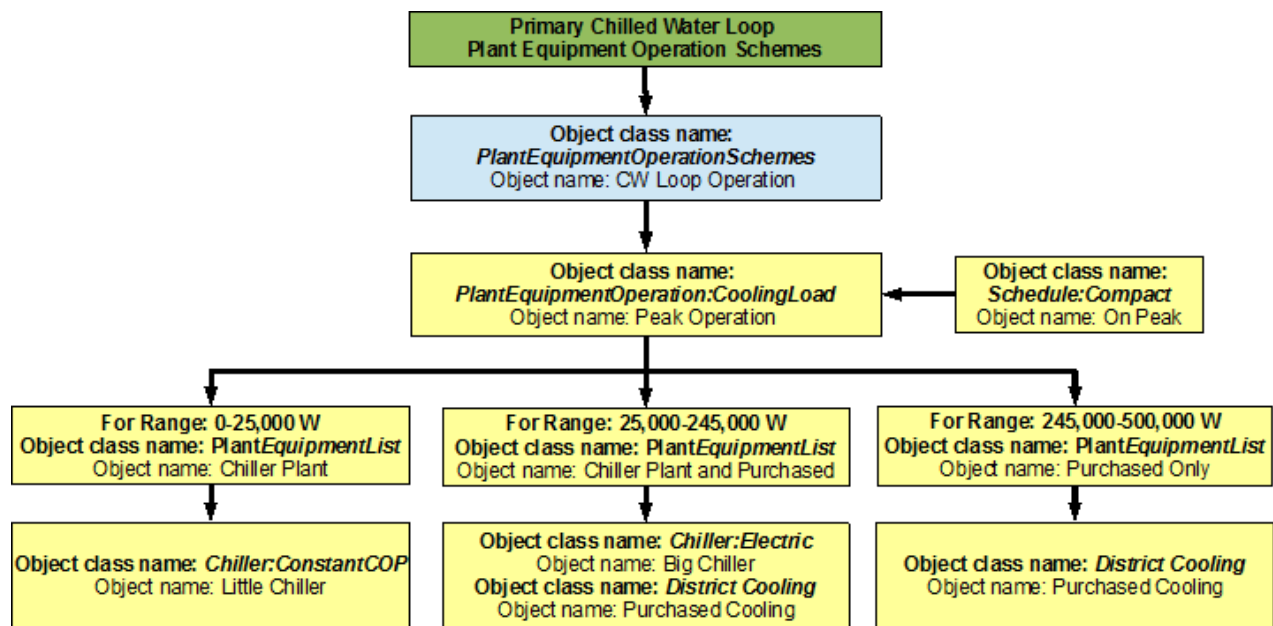 Primary Chilled Water Loop
Plant Equipment Operation Schemes
Object class name:
PlantEquipmentOperationSchemes
Object name: CW Loop Operation
Object class name:
PlantEquipmentOperation:CoolingLoad
Object name: Peak Operation
Object class name:
Schedule:Compact
Object name: On Peak
For Range: 0-25,000 W
Object class name: PlantEquipmentList
Object name: Chiller Plant
For Range: 25,000-245,000 W
Object class name: PlantEquipmentList
Object name: Chiller Plant and Purchased
For Range: 245,000-500,000 W
Object class name: PlantEquipmentList
Object name: Purchased Only
Object class name: Chiller:ConstantCOP
Object name: Little Chiller
Object class name: Chiller:Electric
Object name: Big Chiller
Object class name: District Cooling
Object name: Purchased Cooling
Object class name: District Cooling
Object name: Purchased Cooling